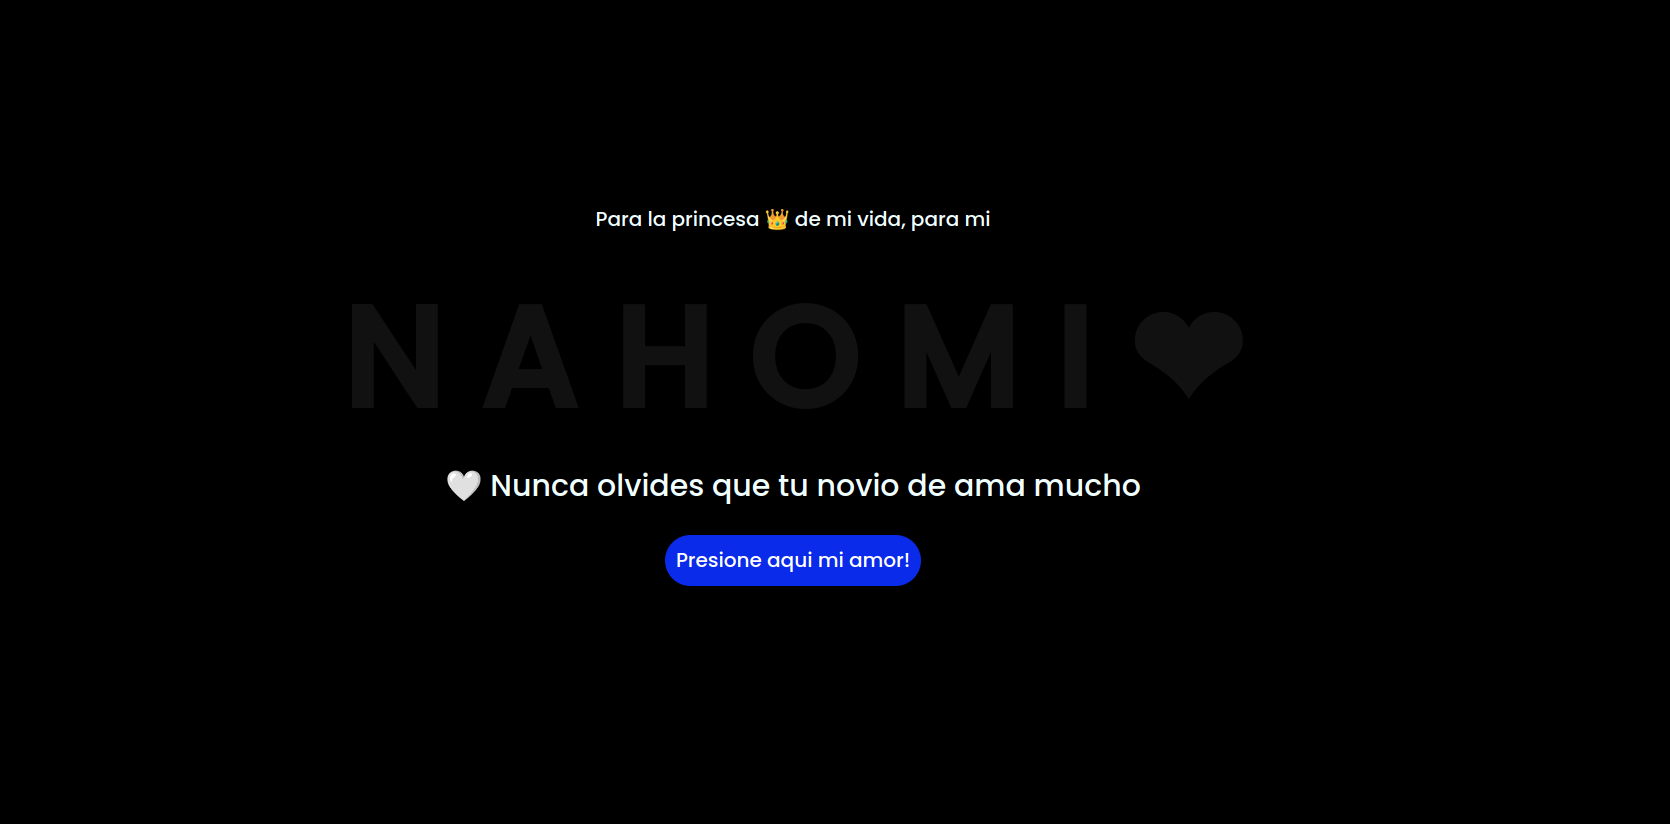 Para la princesa 👑 de mi vida, para mi
NAHOMI❤
🤍 Nunca olvides que tu novio de ama mucho
Presione aqui mi amor!